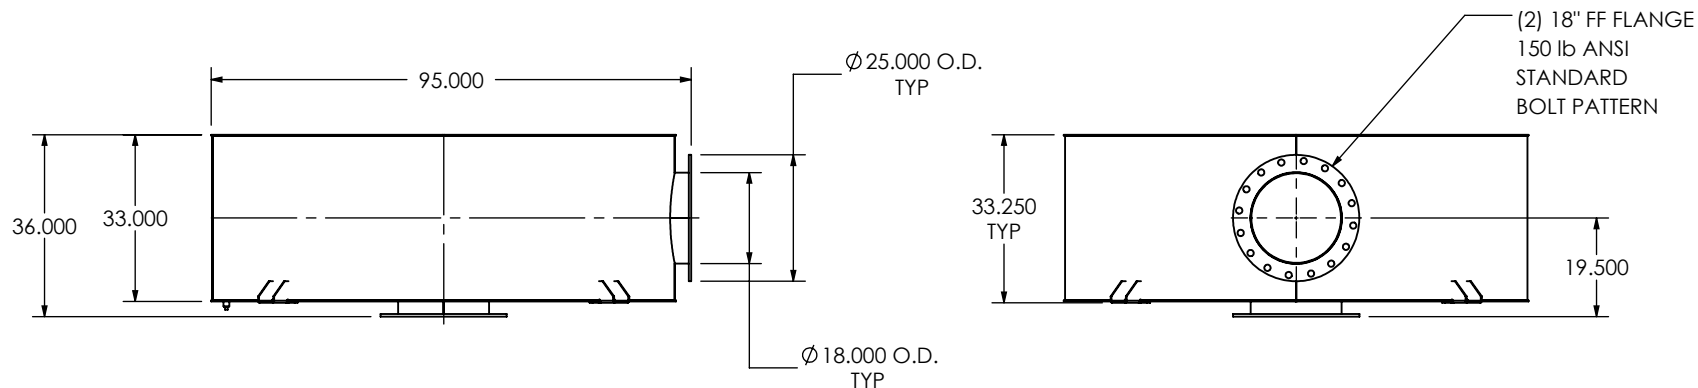 (2) 18" FF FLANGE
150 lb ANSI
STANDARD
BOLT PATTERN
95.000
Ø25.000 O.D.
TYP
36.000
33.000
33.250
TYP
19.500
Ø18.000 O.D.
TYP